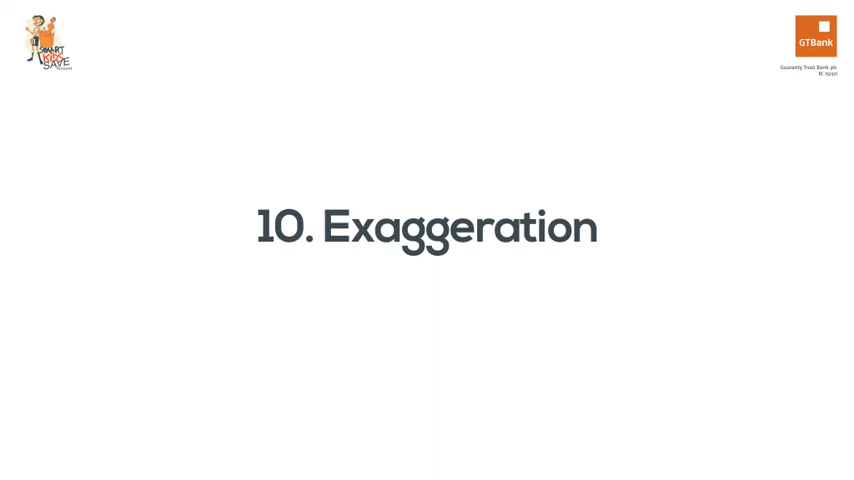 SMART
KIDS
SAVE
GTBank
Guaranty Trust Bank plc
10. Exaggeration